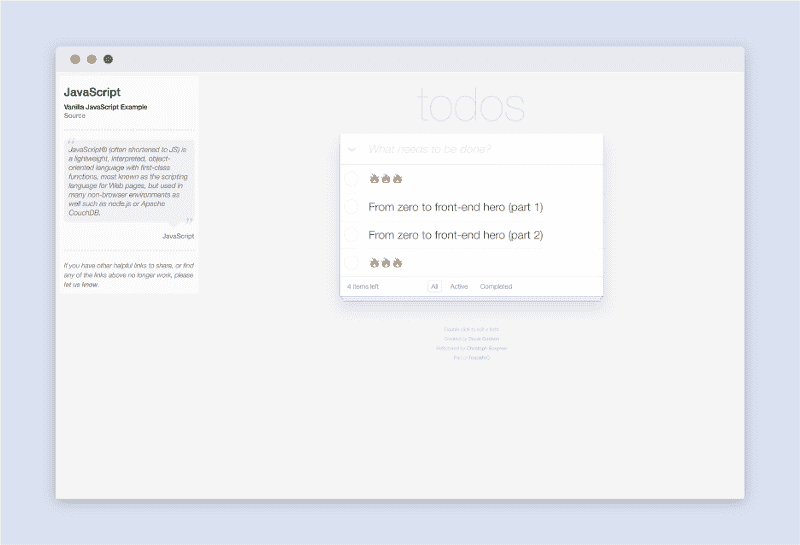 JavaScript
Vanilla JavaScript Example
Source
JavaScript® (often shortened to JS) is
a lightweight, interpreted, object-
oriented language with first-class
functions, most known as the scripting
language for Web pages, but used in
many non-browser environments as
well such as node.js or Apache
CouchDB.
JavaScript
If you have other helpful links to share, or find
any of the links above no longer work, please
let us know.
todos
What needs to be done?
🔥🔥🔥
From zero to front-end hero (part 1)
From zero to front-end hero (part 2)
🔥🔥🔥
4 items left
All
Active
Completed
Double-click to edit a todo
Created by
Part of TodoMVC